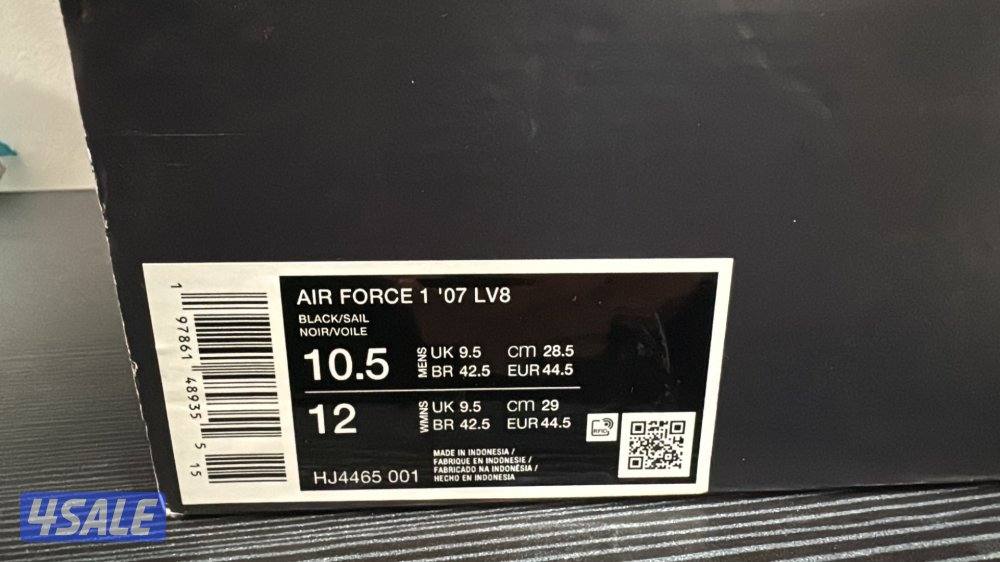 AIR FORCE 1 '07 LV8
BLACK/SAIL
NOIR/VOILE
10.5 MENS UK 9.5 cm 28.5
BR 42.5 EUR 44.5
12 WMNS UK 9.5 cm 29
BR 42.5 EUR 44.5
RFID
MADE IN INDONESIA /
FABRIQUE EN INDONESIE /
FABRICADO NA INDONÉSIA /
HECHO EN INDONESIA
HJ4465 001
1 97861 48935 5 15
4SALE